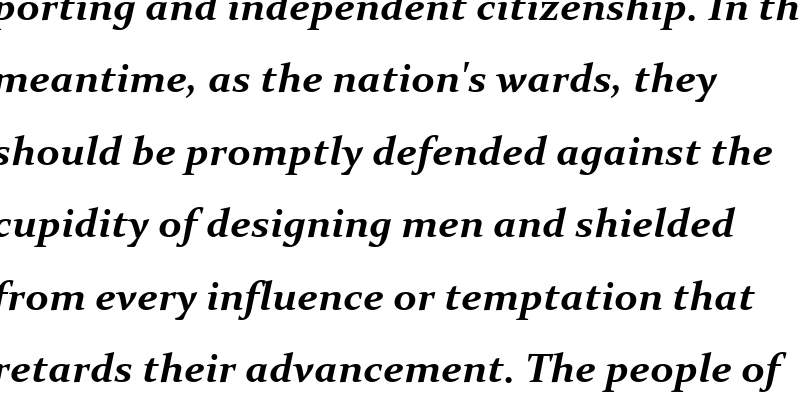 porting and independent citizenship. In th
meantime, as the nation's wards, they
should be promptly defended against the
cupidity of designing men and shielded
from every influence or temptation that
retards their advancement. The people of